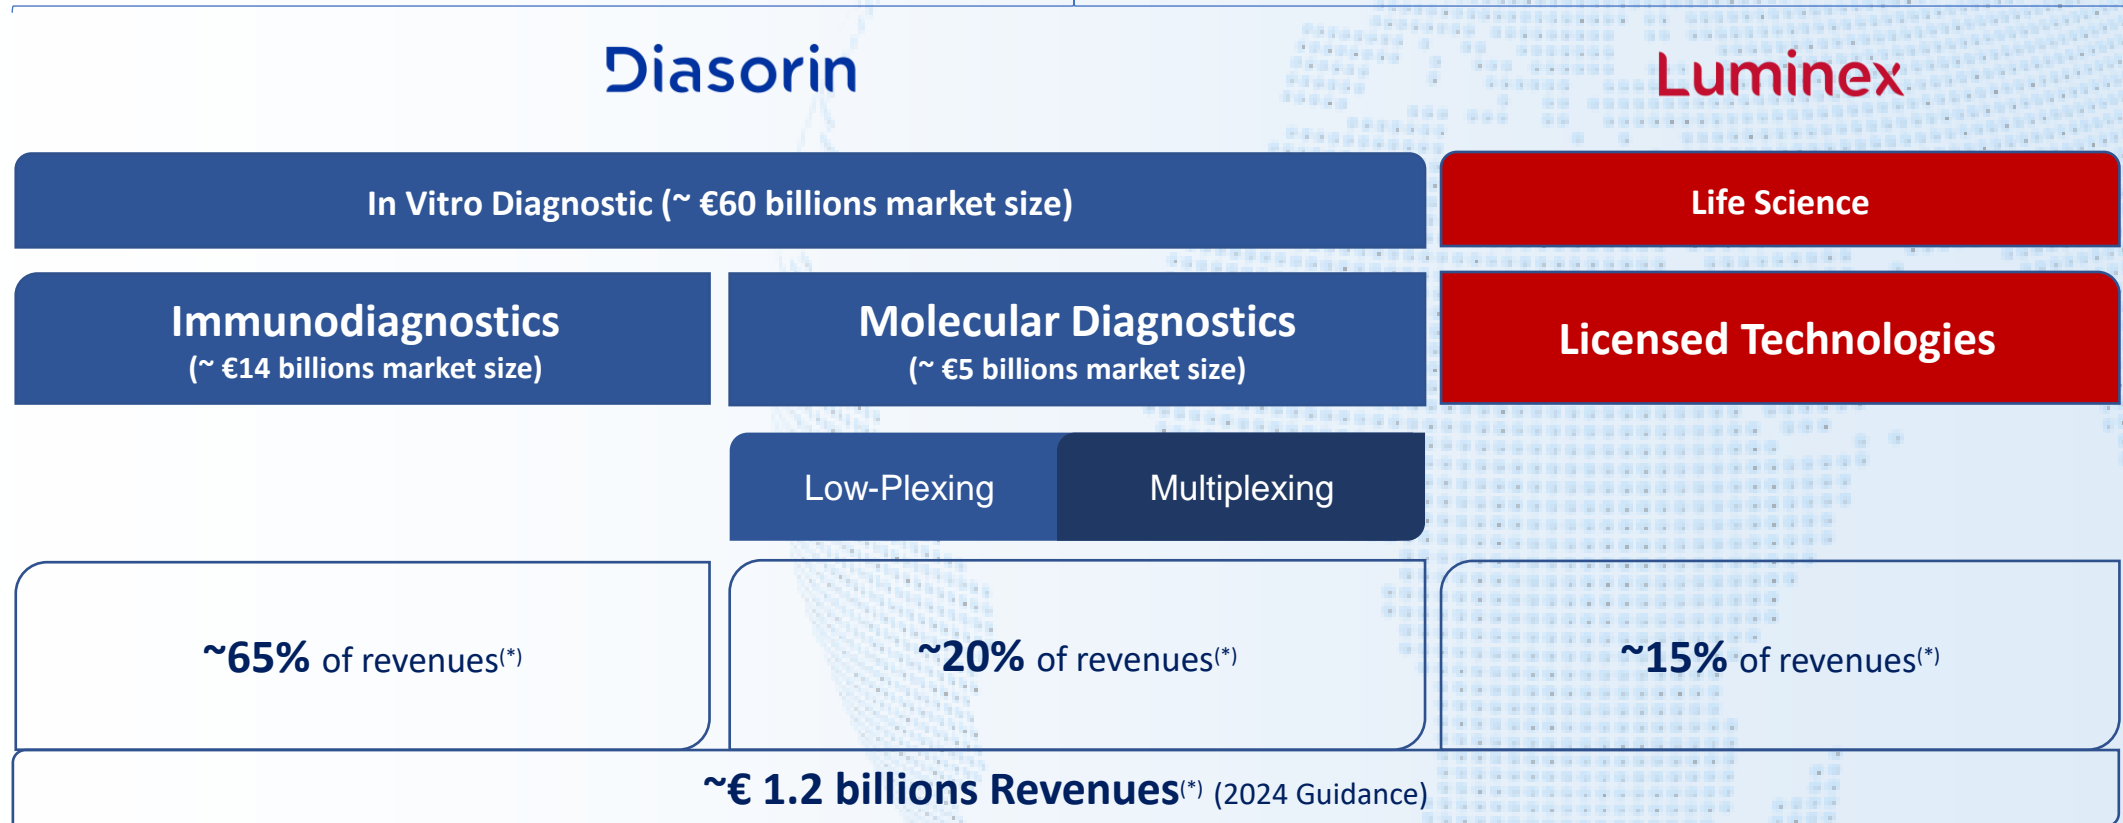 Diasorin
Luminex
In Vitro Diagnostic (~ €60 billions market size)
Life Science
Immunodiagnostics
(~ €14 billions market size)
Molecular Diagnostics
(~ €5 billions market size)
Licensed Technologies
Low-Plexing
Multiplexing
~65% of revenues(*)
~20% of revenues(*)
~15% of revenues(*)
~€ 1.2 billions Revenues(*) (2024 Guidance)